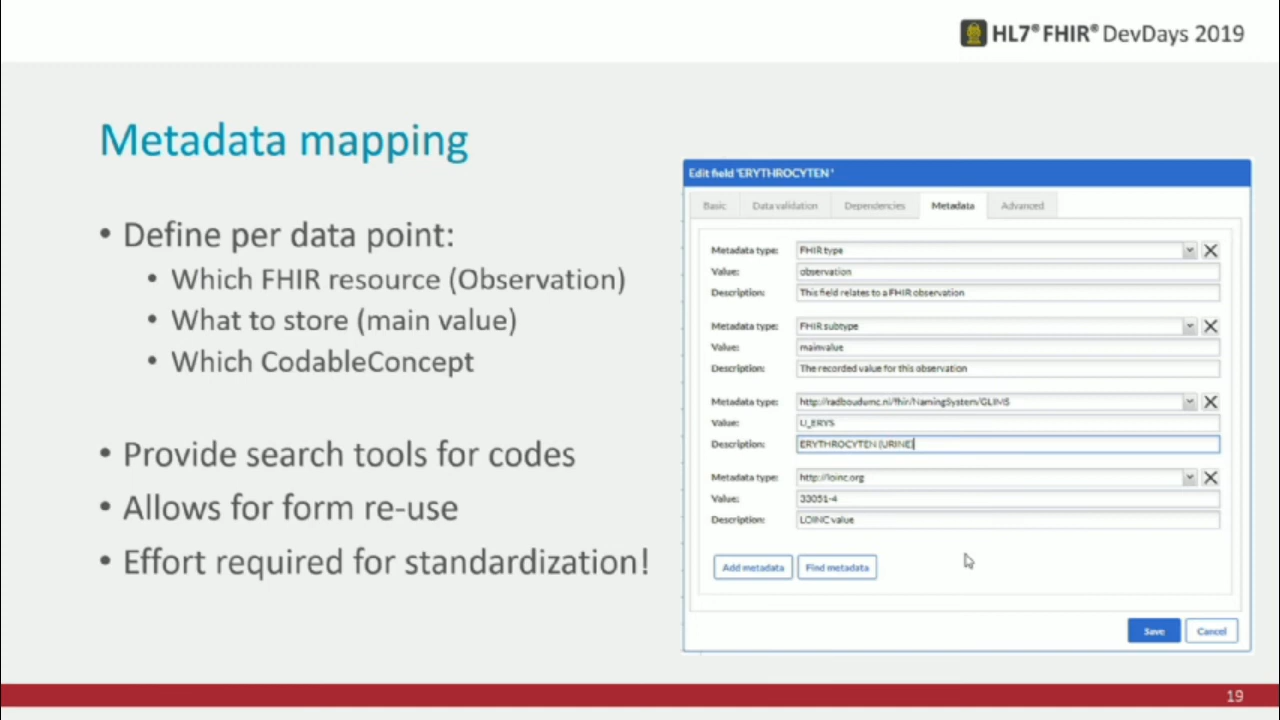 HL7® FHIR® DevDays 2019
Metadata mapping
• Define per data point:
• Which FHIR resource (Observation)
• What to store (main value)
• Which CodableConcept
• Provide search tools for codes
• Allows for form re-use
• Effort required for standardization!
Edit field 'ERYTHROCYTEN '
Basic Data validation Dependencies Metadata Advanced
Metadata type: FHIR type
Value: observation
Description: This field relates to a FHIR observation
Metadata type: FHIR subtype
Value: mainvalue
Description: The recorded value for this observation
Metadata type: http://radboudumc.nl/fhir/NamingSystem/GLIMS
Value: U_ERYS
Description: ERYTHROCYTEN (URINE)
Metadata type: http://loinc.org
Value: 33051-4
Description: LOINC value
Add metadata Find metadata
Save Cancel
19